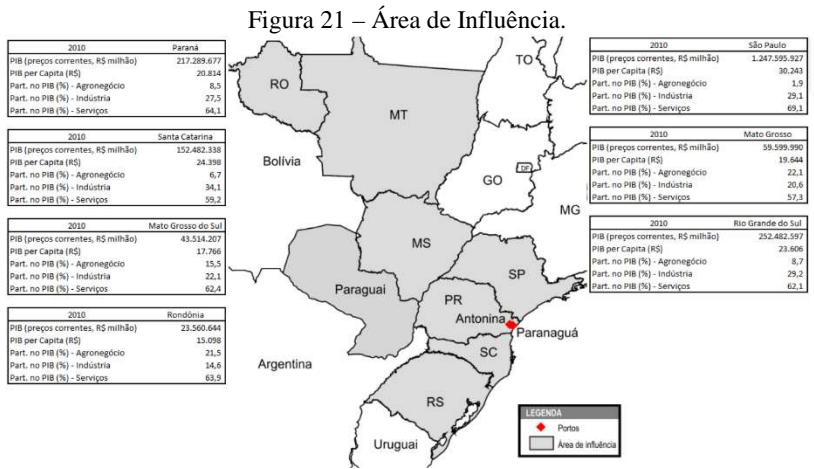 Figura 21 – Área de Influência.
2010 Paraná
PIB (preços correntes, R$ milhão) 217.289.677
PIB per Capita (R$) 20.814
Part. no PIB (%) - Agronegócio 8,5
Part. no PIB (%) - Indústria 27,5
Part. no PIB (%) - Serviços 64,1
2010 Santa Catarina
PIB (preços correntes, R$ milhão) 152.482.338
PIB per Capita (R$) 24.398
Part. no PIB (%) - Agronegócio 6,7
Part. no PIB (%) - Indústria 34,1
Part. no PIB (%) - Serviços 59,2
2010 Mato Grosso do Sul
PIB (preços correntes, R$ milhão) 43.514.207
PIB per Capita (R$) 17.766
Part. no PIB (%) - Agronegócio 15,5
Part. no PIB (%) - Indústria 22,1
Part. no PIB (%) - Serviços 62,4
2010 Rondônia
PIB (preços correntes, R$ milhão) 23.560.644
PIB per Capita (R$) 15.098
Part. no PIB (%) - Agronegócio 21,5
Part. no PIB (%) - Indústria 14,6
Part. no PIB (%) - Serviços 63,9
TO
RO
MT
Bolívia
DF
GO
MG
MS
SP
Paraguai
PR
Antonina
Paranaguá
SC
Argentina
RS
Uruguai
LEGENDA
Portos
Área de influência
2010 São Paulo
PIB (preços correntes, R$ milhão) 1.247.595.927
PIB per Capita (R$) 30.243
Part. no PIB (%) - Agronegócio 1,9
Part. no PIB (%) - Indústria 29,1
Part. no PIB (%) - Serviços 69,1
2010 Mato Grosso
PIB (preços correntes, R$ milhão) 59.599.990
PIB per Capita (R$) 19.644
Part. no PIB (%) - Agronegócio 22,1
Part. no PIB (%) - Indústria 20,6
Part. no PIB (%) - Serviços 57,3
2010 Rio Grande do Sul
PIB (preços correntes, R$ milhão) 252.482.597
PIB per Capita (R$) 23.606
Part. no PIB (%) - Agronegócio 8,7
Part. no PIB (%) - Indústria 29,2
Part. no PIB (%) - Serviços 62,1